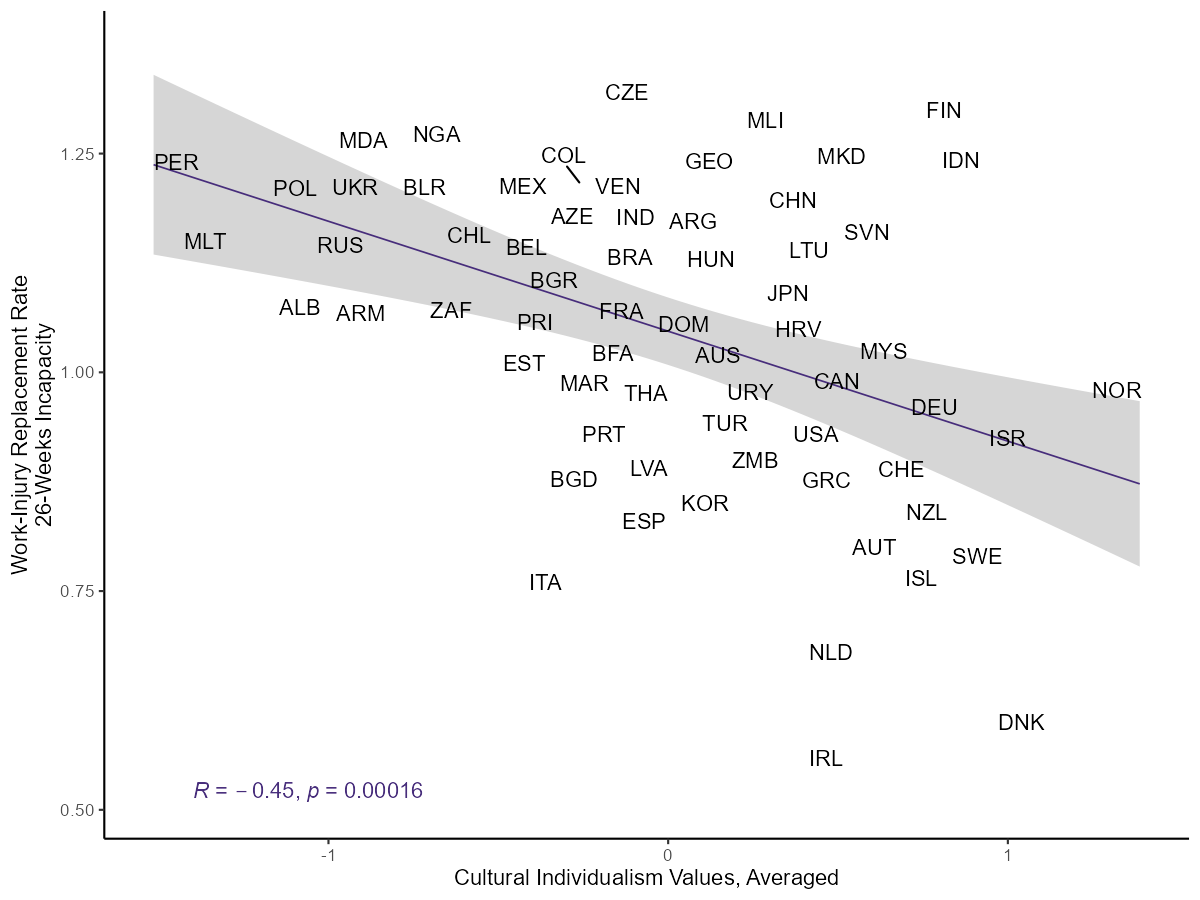 CZE
FIN
MLI
NGA
MDA
COL
GEO
MKD
IDN
PER
POL
UKR
BLR
MEX
VEN
CHN
AZE
IND
ARG
SVN
MLT
RUS
CHL
BEL
BRA
HUN
LTU
BGR
JPN
ALB
ARM
ZAF
PRI
FRA
DOM
HRV
EST
BFA
AUS
MYS
MAR
THA
URY
CAN
NOR
PRT
TUR
USA
DEU
ISR
BGD
LVA
ZMB
GRC
CHE
ESP
KOR
NZL
ITA
AUT
ISL
SWE
NLD
DNK
IRL
R = − 0.45, p = 0.00016
1.25
1.00
0.75
0.50
-1
0
1
Work-Injury Replacement Rate
26-Weeks Incapacity
Cultural Individualism Values, Averaged